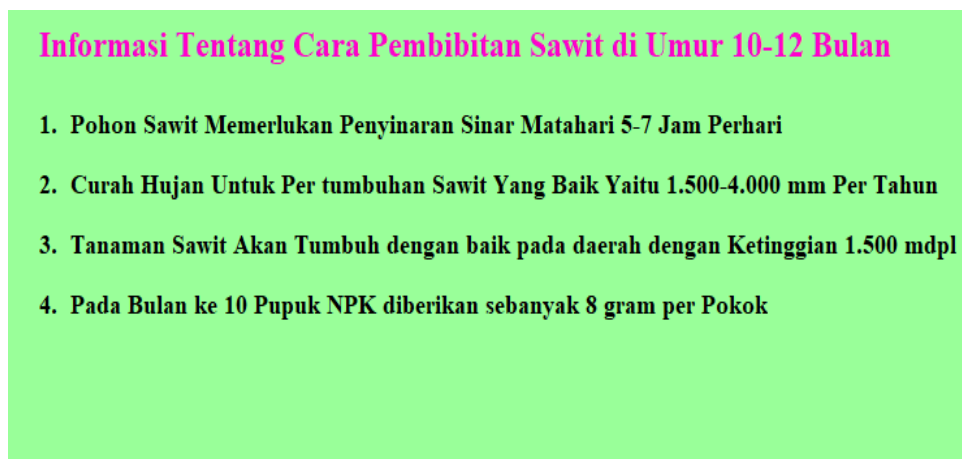 Informasi Tentang Cara Pembibitan Sawit di Umur 10-12 Bulan
1. Pohon Sawit Memerlukan Penyinaran Sinar Matahari 5-7 Jam Perhari
2. Curah Hujan Untuk Per tumbuhan Sawit Yang Baik Yaitu 1.500-4.000 mm Per Tahun
3. Tanaman Sawit Akan Tumbuh dengan baik pada daerah dengan Ketinggian 1.500 mdpl
4. Pada Bulan ke 10 Pupuk NPK diberikan sebanyak 8 gram per Pokok